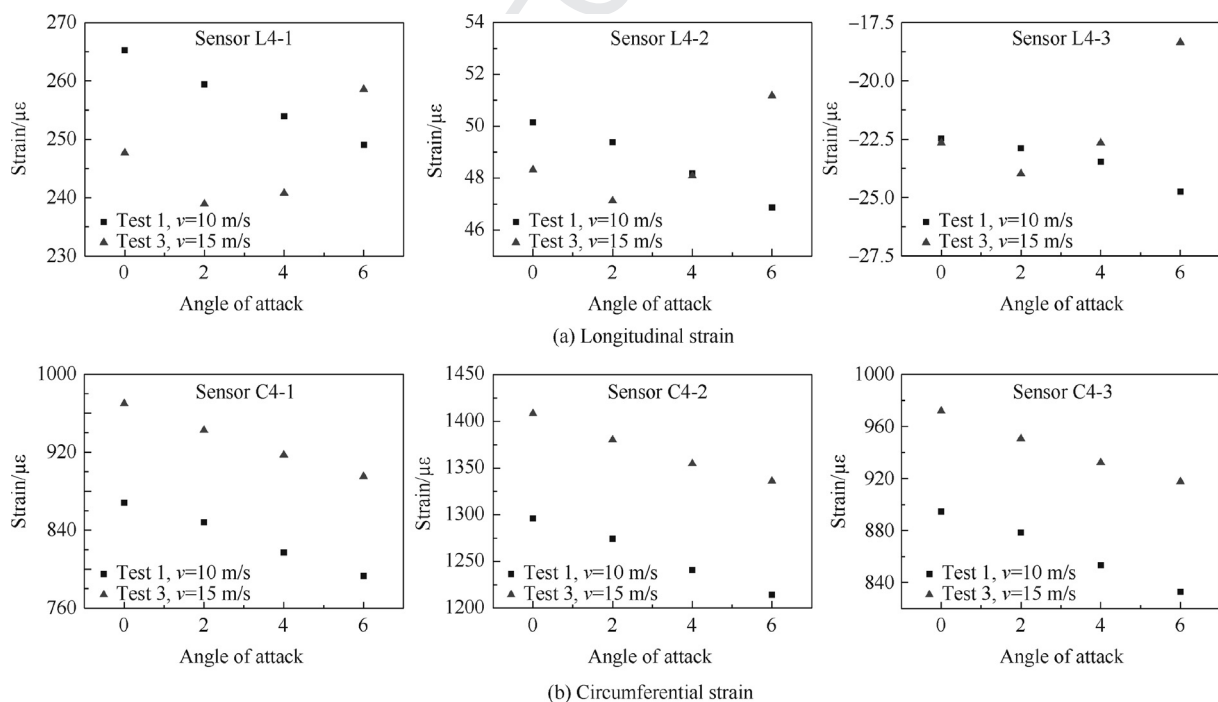 Sensor L4-1
270
260
250
240
230
Strain/με
Test 1, v=10 m/s
Test 3, v=15 m/s
0 2 4 6
Angle of attack
Sensor L4-2
54
52
50
48
46
Strain/με
Test 1, v=10 m/s
Test 3, v=15 m/s
0 2 4 6
Angle of attack
Sensor L4-3
−17.5
−20.0
−22.5
−25.0
−27.5
Strain/με
Test 1, v=10 m/s
Test 3, v=15 m/s
0 2 4 6
Angle of attack
(a) Longitudinal strain
Sensor C4-1
1000
920
840
760
Strain/με
Test 1, v=10 m/s
Test 3, v=15 m/s
0 2 4 6
Angle of attack
Sensor C4-2
1450
1400
1350
1300
1250
1200
Strain/με
Test 1, v=10 m/s
Test 3, v=15 m/s
0 2 4 6
Angle of attack
Sensor C4-3
1000
960
920
880
840
Strain/με
Test 1, v=10 m/s
Test 3, v=15 m/s
0 2 4 6
Angle of attack
(b) Circumferential strain